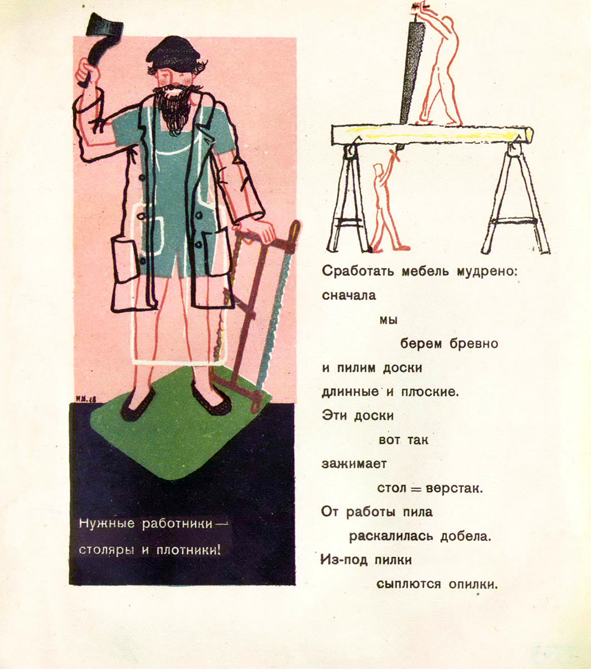 Нужные работники—
столяры и плотники!
Сработать мебель мудрено:
сначала
мы
берем бревно
и пилим доски
длинные и плоские.
Эти доски
вот так
зажимает
стол = верстак.
От работы пила
раскалилась добела.
Из-под пилки
сыплются опилки.